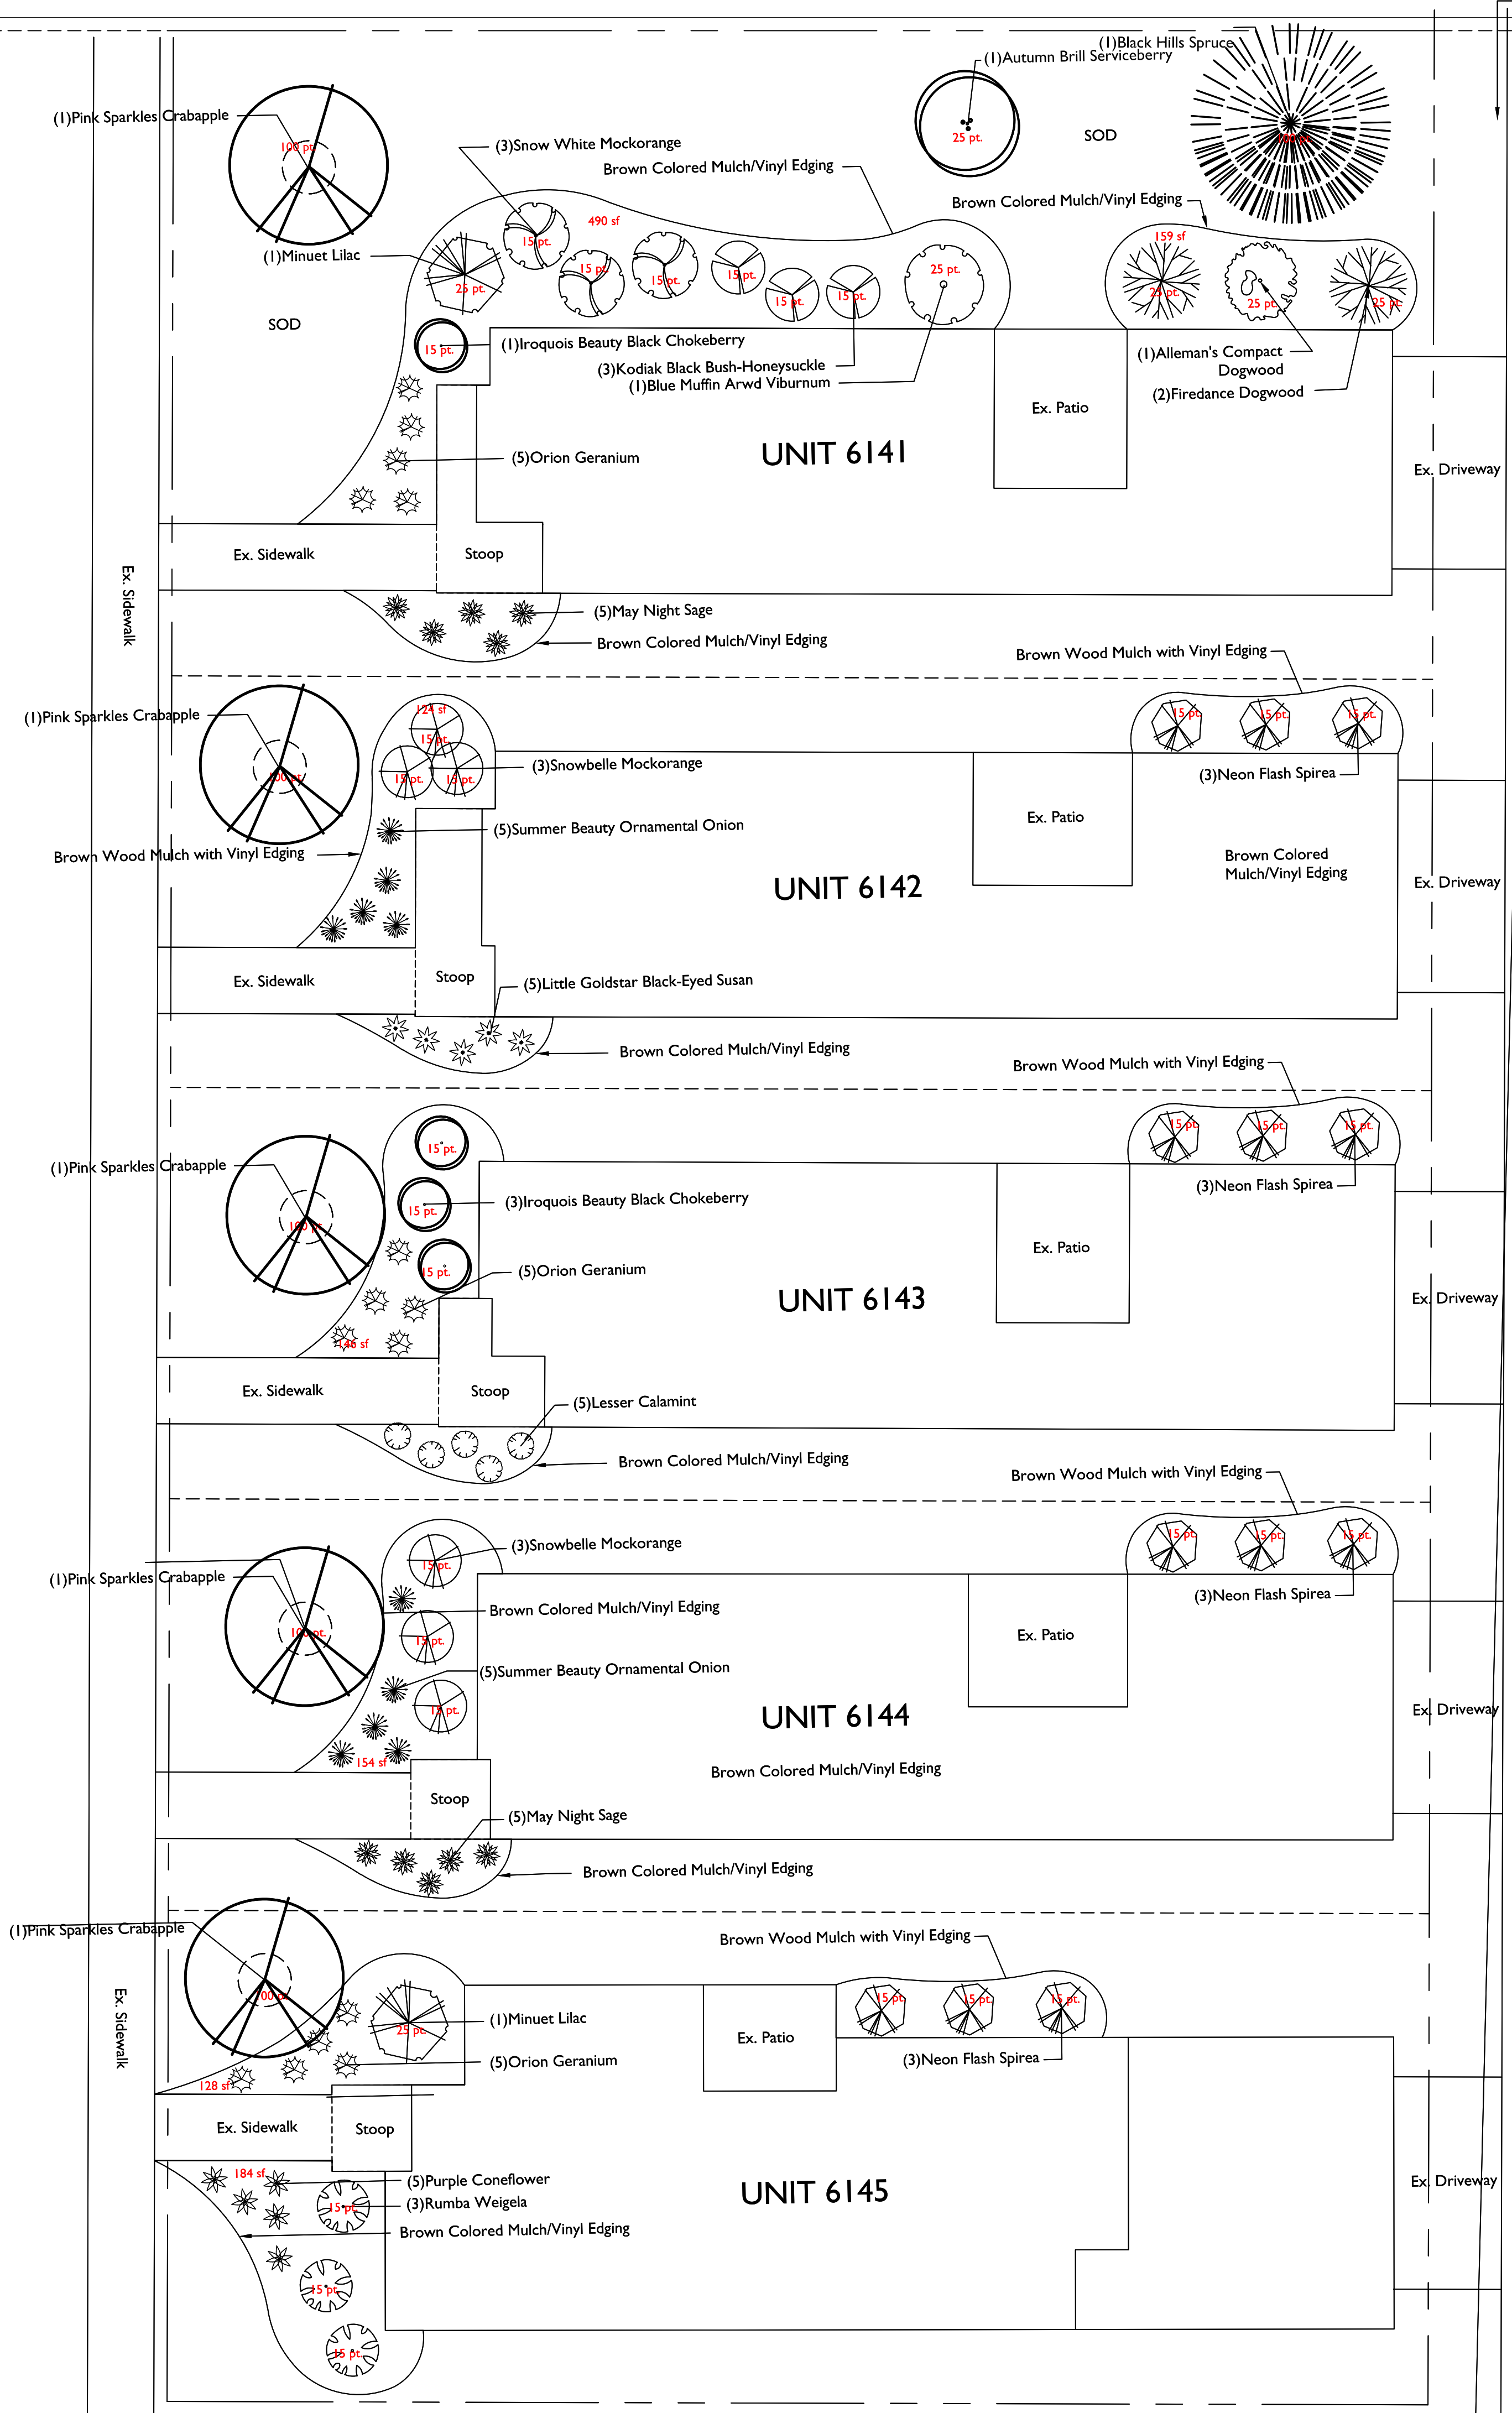 (1)Black Hills Spruce
(1)Autumn Brill Serviceberry
(1)Pink Sparkles Crabapple
100 pt.
25 pt.
SOD
100 pt.
(3)Snow White Mockorange
Brown Colored Mulch/Vinyl Edging
Brown Colored Mulch/Vinyl Edging
490 sf
159 sf
(1)Minuet Lilac
15 pt.
15 pt.
15 pt.
15 pt.
25 pt.
25 pt.
15 pt.
15 pt.
25 pt.
25 pt.
25 pt.
SOD
15 pt.
(1)Iroquois Beauty Black Chokeberry
(3)Kodiak Black Bush-Honeysuckle
(1)Blue Muffin Arwd Viburnum
(1)Alleman's Compact
Dogwood
(2)Firedance Dogwood
Ex. Patio
UNIT 6141
(5)Orion Geranium
Ex. Driveway
Ex. Sidewalk
Stoop
Ex. Sidewalk
(5)May Night Sage
Brown Colored Mulch/Vinyl Edging
Brown Wood Mulch with Vinyl Edging
(1)Pink Sparkles Crabapple
124 sf
15 pt.
15 pt.
15 pt.
15 pt.
15 pt.
15 pt.
100 pt.
(3)Snowbelle Mockorange
(3)Neon Flash Spirea
(5)Summer Beauty Ornamental Onion
Ex. Patio
Brown Wood Mulch with Vinyl Edging
Brown Colored
Mulch/Vinyl Edging
UNIT 6142
Ex. Driveway
Ex. Sidewalk
Stoop
(5)Little Goldstar Black-Eyed Susan
Brown Colored Mulch/Vinyl Edging
Brown Wood Mulch with Vinyl Edging
15 pt.
15 pt.
15 pt.
15 pt.
(1)Pink Sparkles Crabapple
(3)Neon Flash Spirea
(3)Iroquois Beauty Black Chokeberry
15 pt.
100 pt.
Ex. Patio
15 pt.
(5)Orion Geranium
UNIT 6143
Ex. Driveway
146 sf
Ex. Sidewalk
Stoop
(5)Lesser Calamint
Brown Colored Mulch/Vinyl Edging
Brown Wood Mulch with Vinyl Edging
15 pt.
15 pt.
15 pt.
(3)Snowbelle Mockorange
15 pt.
(1)Pink Sparkles Crabapple
(3)Neon Flash Spirea
Brown Colored Mulch/Vinyl Edging
100 pt.
15 pt.
Ex. Patio
(5)Summer Beauty Ornamental Onion
15 pt.
UNIT 6144
Ex. Driveway
154 sf
Brown Colored Mulch/Vinyl Edging
Stoop
(5)May Night Sage
Brown Colored Mulch/Vinyl Edging
(1)Pink Sparkles Crabapple
Brown Wood Mulch with Vinyl Edging
100 pt.
15 pt.
15 pt.
15 pt.
Ex. Sidewalk
(1)Minuet Lilac
25 pt.
Ex. Patio
(5)Orion Geranium
(3)Neon Flash Spirea
128 sf
Ex. Sidewalk
Stoop
184 sf
(5)Purple Coneflower
Ex. Driveway
UNIT 6145
15 pt.
(3)Rumba Weigela
Brown Colored Mulch/Vinyl Edging
15 pt.
15 pt.